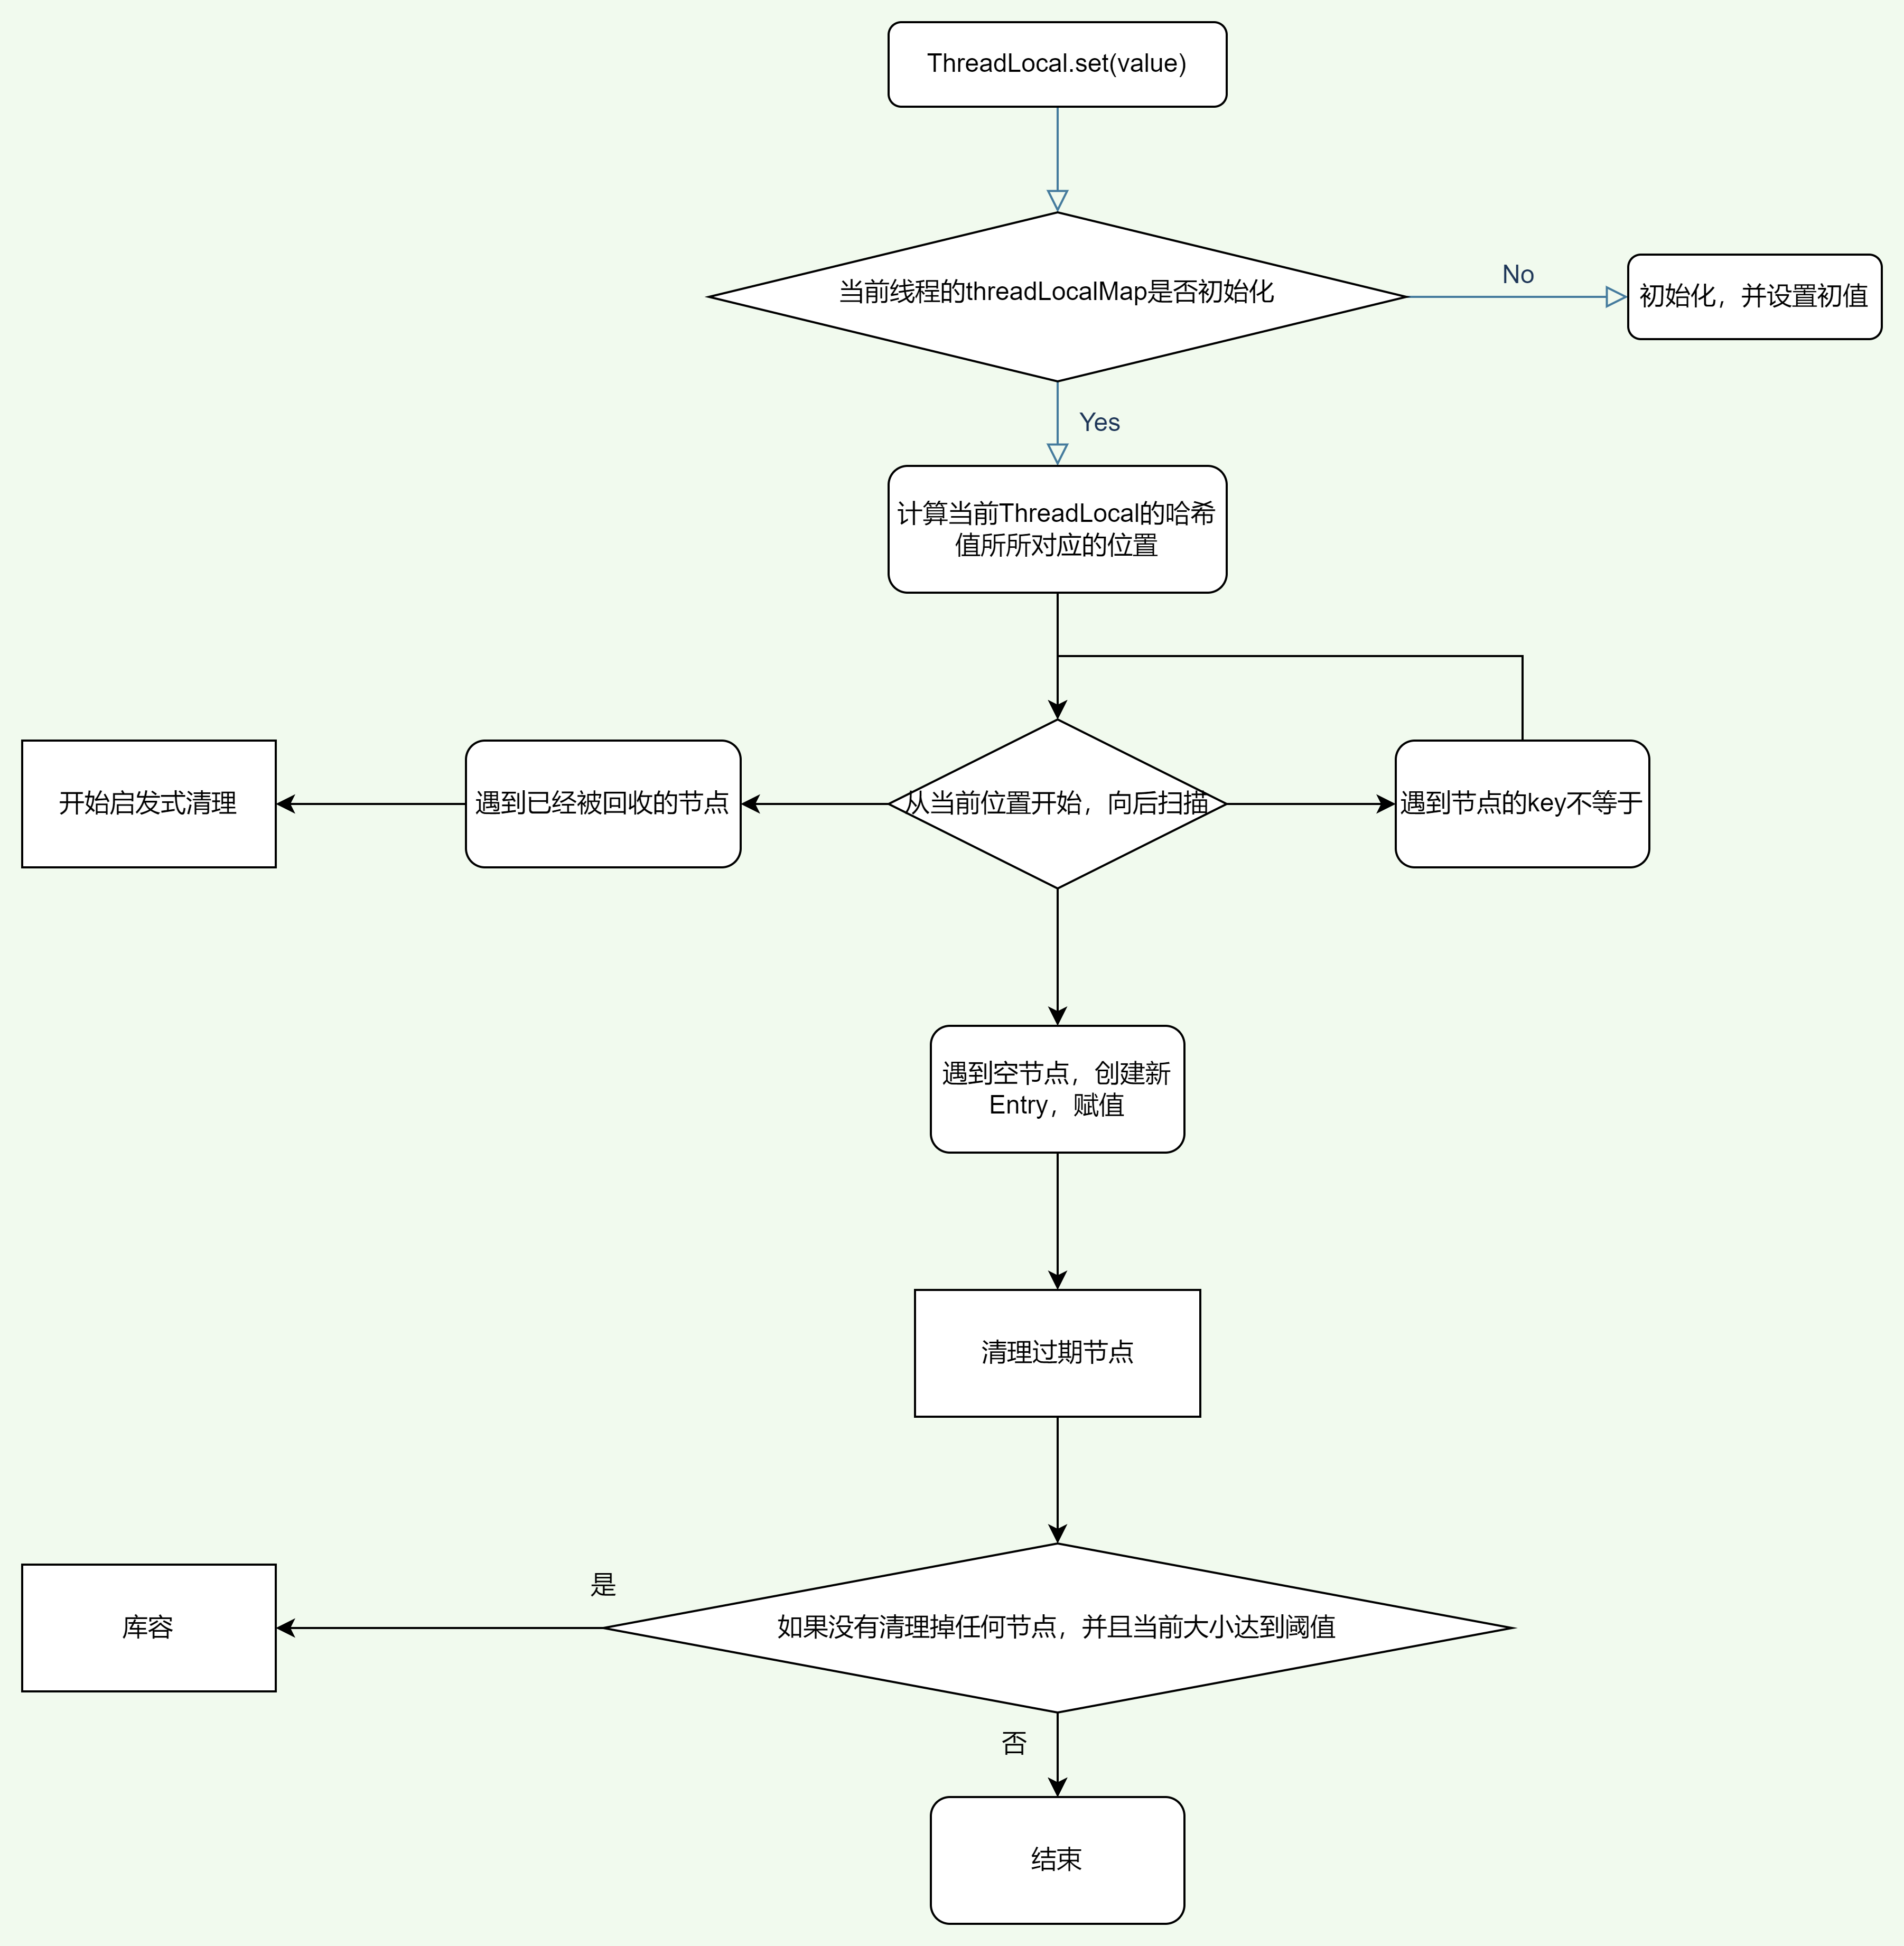 ThreadLocal.set(value)
当前线程的threadLocalMap是否初始化
No
初始化，并设置初值
Yes
计算当前ThreadLocal的哈希
值所所对应的位置
开始启发式清理
遇到已经被回收的节点
从当前位置开始，向后扫描
遇到节点的key不等于
遇到空节点，创建新
Entry，赋值
清理过期节点
是
库容
如果没有清理掉任何节点，并且当前大小达到阈值
否
结束